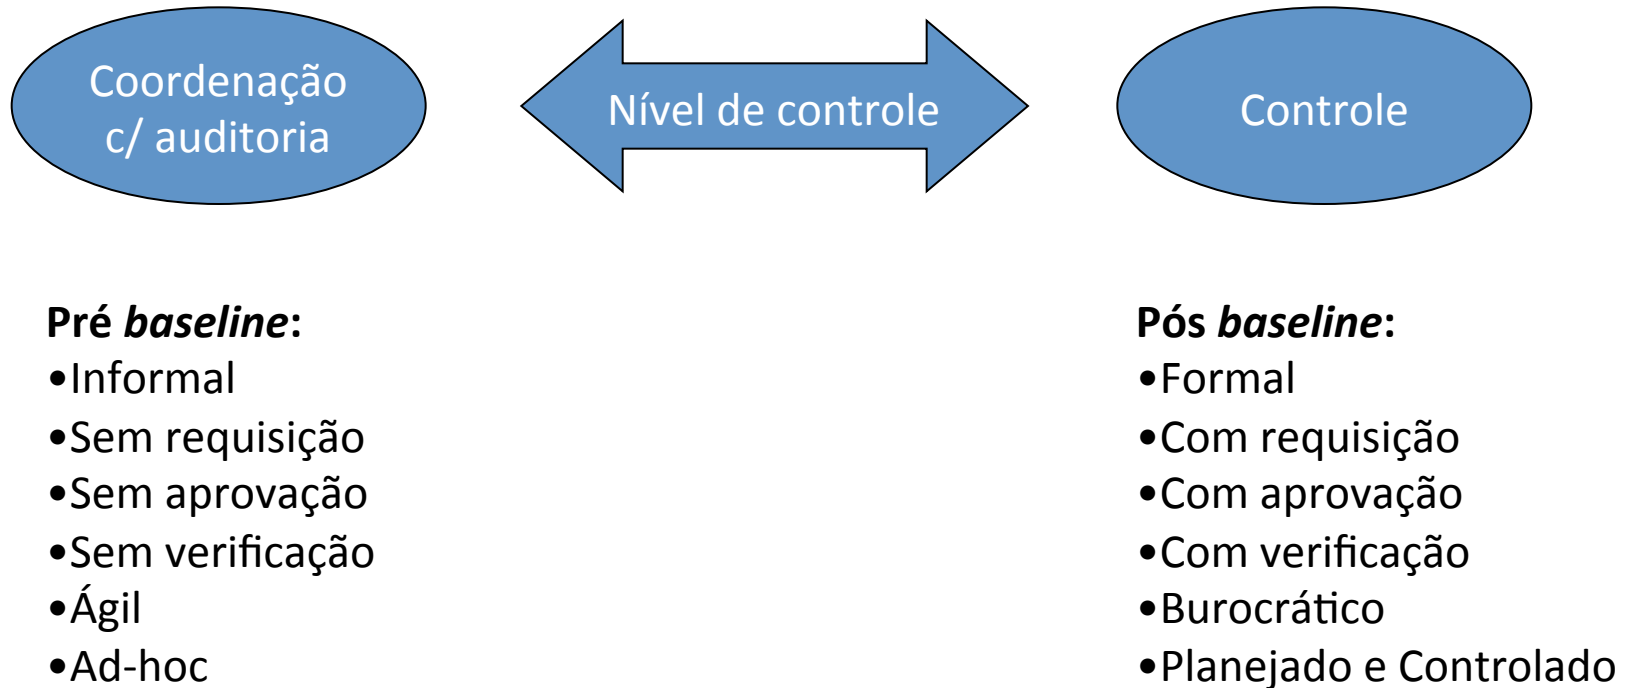 Coordenação
c/ auditoria
Nível de controle
Controle
Pré baseline:
•Informal
•Sem requisição
•Sem aprovação
•Sem verificação
•Ágil
•Ad-hoc
Pós baseline:
•Formal
•Com requisição
•Com aprovação
•Com verificação
•Burocrático
•Planejado e Controlado